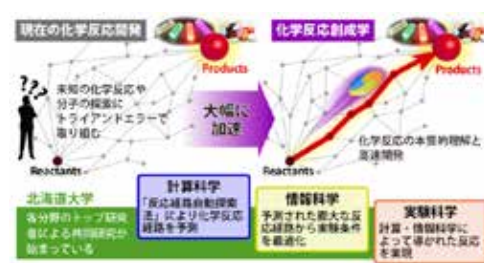 現在の化学反応開発
化学反応創成学
Products
Products
???
未知の化学反応や
分子の探索に
トライアンドエラーで
取り組む
大幅に
加速
化学反応の本質的理解と
高速開発
Reactants
Reactants
北海道大学
各分野のトップ研究
者による共同研究が
始まっている
計算科学
「反応経路自動探索
法」により化学反応
経路を予測
情報科学
予測された膨大な反
応経路から実験条件
を最適化
実験科学
計算・情報科学に
よって導かれた反応
を実現